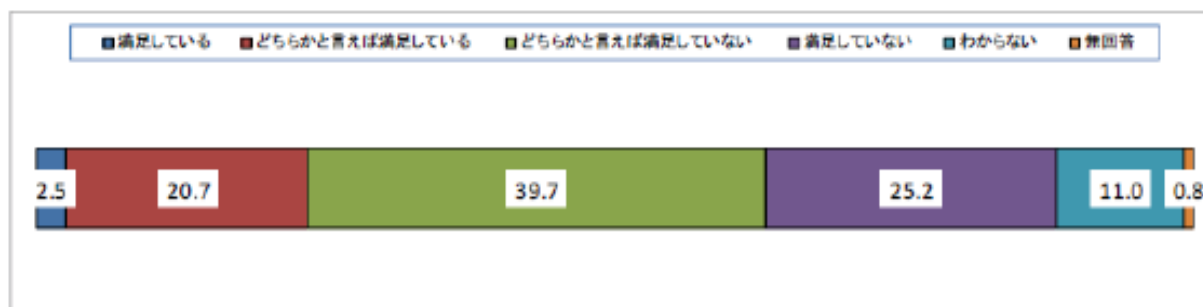 満足している どちらかと言えば満足している どちらかと言えば満足していない 満足していない わからない 無回答
2.5 20.7 39.7 25.2 11.0 0.8